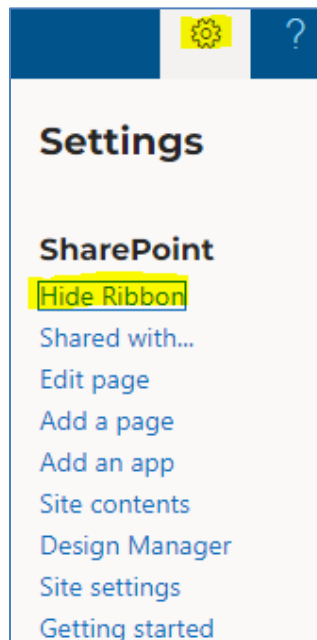 ?
Settings
SharePoint
Hide Ribbon
Shared with...
Edit page
Add a page
Add an app
Site contents
Design Manager
Site settings
Getting started